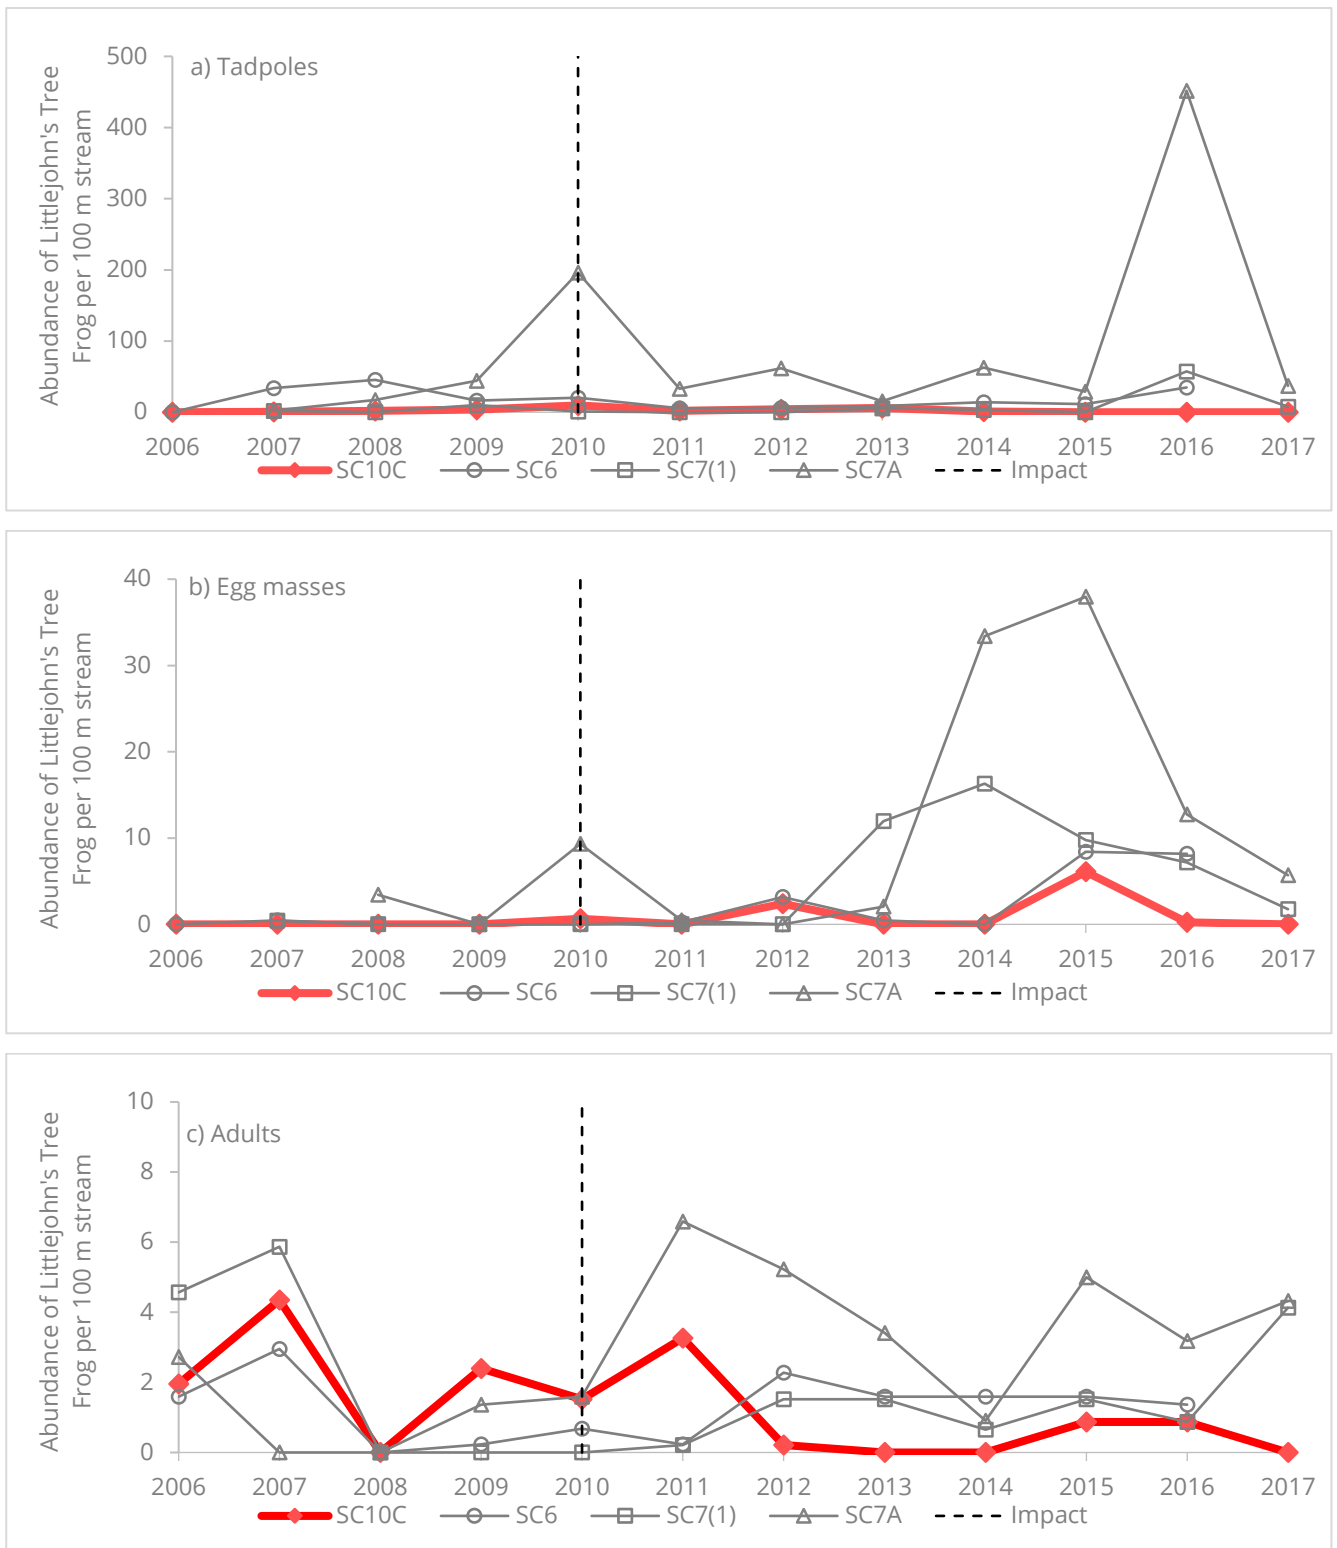 Abundance of Littlejohn's Tree
Frog per 100 m stream
a) Tadpoles
500
400
300
200
100
0
2006 2007 2008 2009 2010 2011 2012 2013 2014 2015 2016 2017
SC10C SC6 SC7(1) SC7A Impact
Abundance of Littlejohn's Tree
Frog per 100 m stream
b) Egg masses
40
30
20
10
0
2006 2007 2008 2009 2010 2011 2012 2013 2014 2015 2016 2017
SC10C SC6 SC7(1) SC7A Impact
Abundance of Littlejohn's Tree
Frog per 100 m stream
c) Adults
10
8
6
4
2
0
2006 2007 2008 2009 2010 2011 2012 2013 2014 2015 2016 2017
SC10C SC6 SC7(1) SC7A Impact